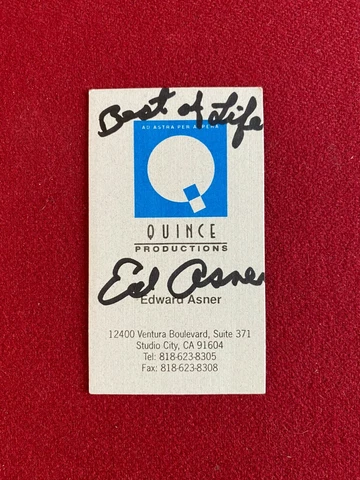 Best of Life
AD ASTRA PER ASPERA
QUINCE
PRODUCTIONS
Ed Asner
Edward Asner
12400 Ventura Boulevard, Suite 371
Studio City, CA 91604
Tel: 818-623-8305
Fax: 818-623-8308